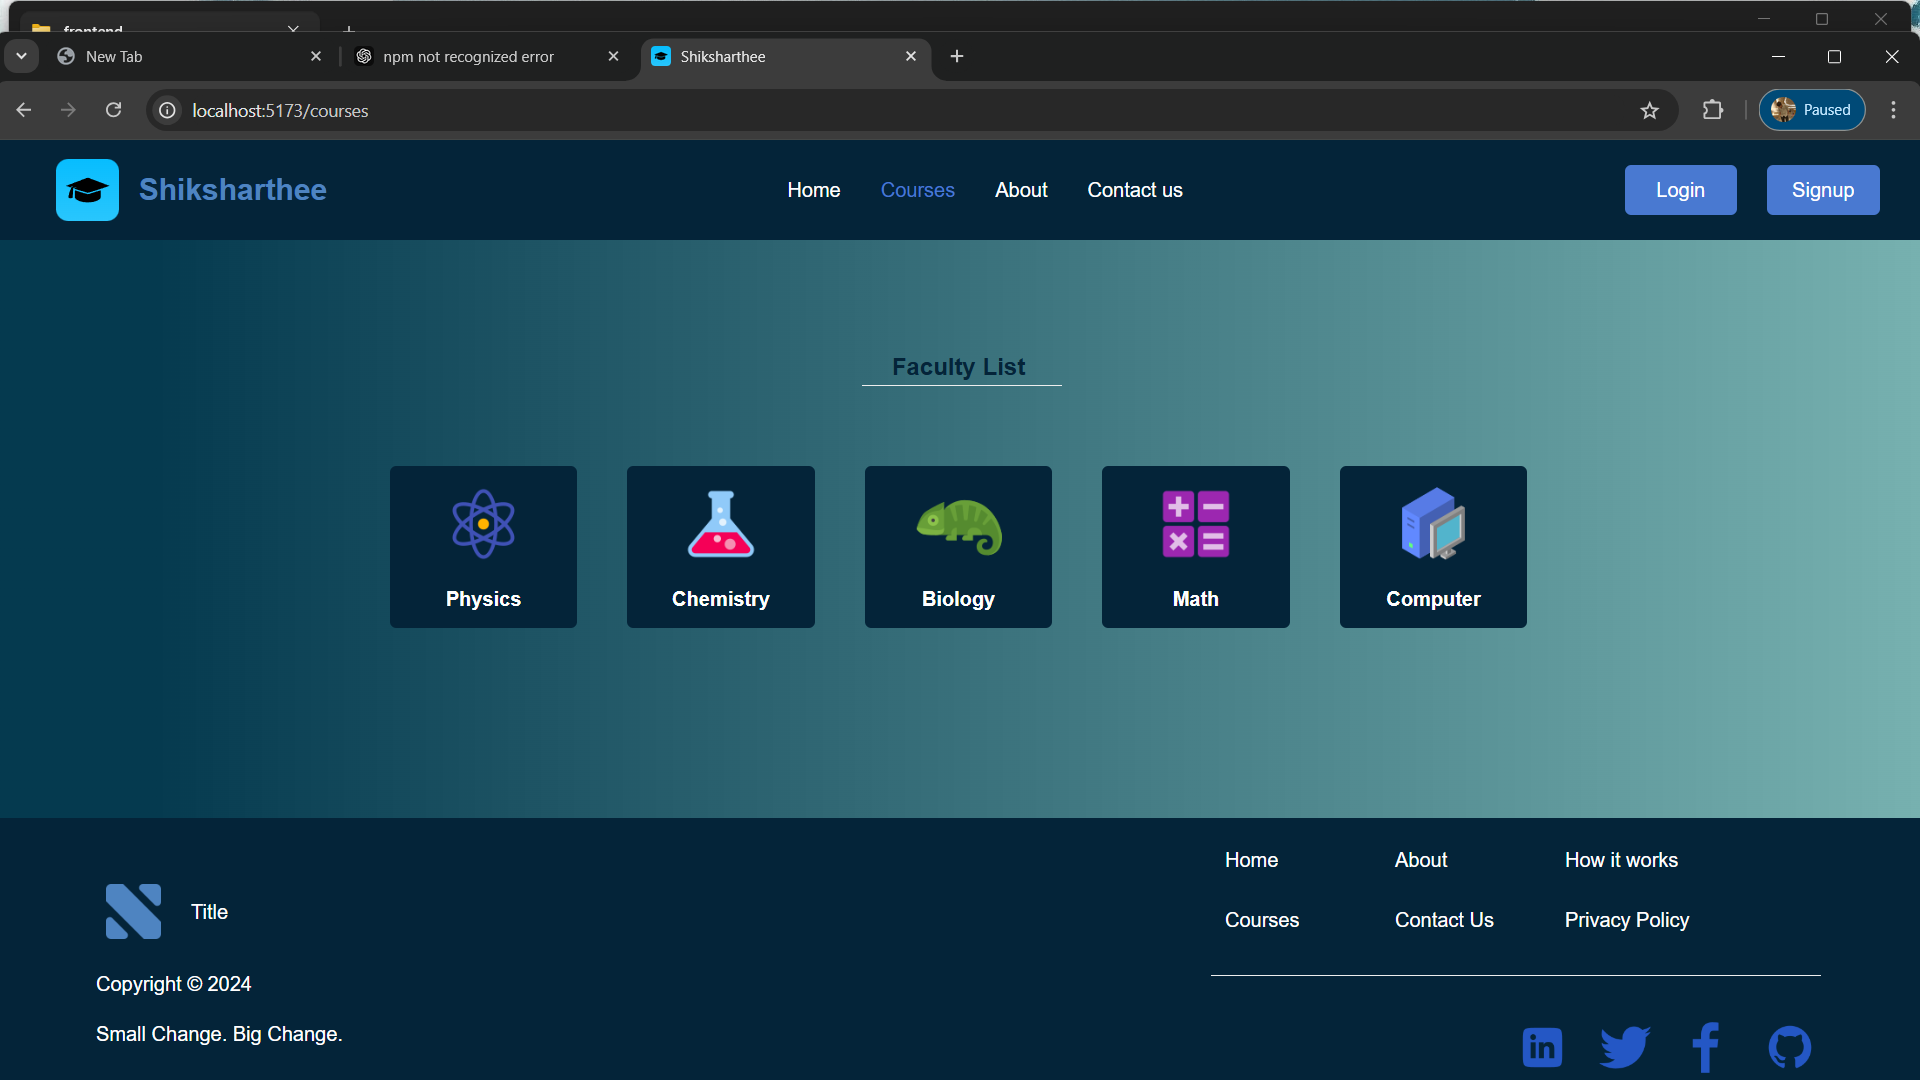 frontend
New Tab
npm not recognized error
Shiksharthee
localhost:5173/courses
Paused
Shiksharthee
Home
Courses
About
Contact us
Login
Signup
Faculty List
Physics
Chemistry
Biology
Math
Computer
Home
About
How it works
Title
Courses
Contact Us
Privacy Policy
Copyright © 2024
Small Change. Big Change.
in